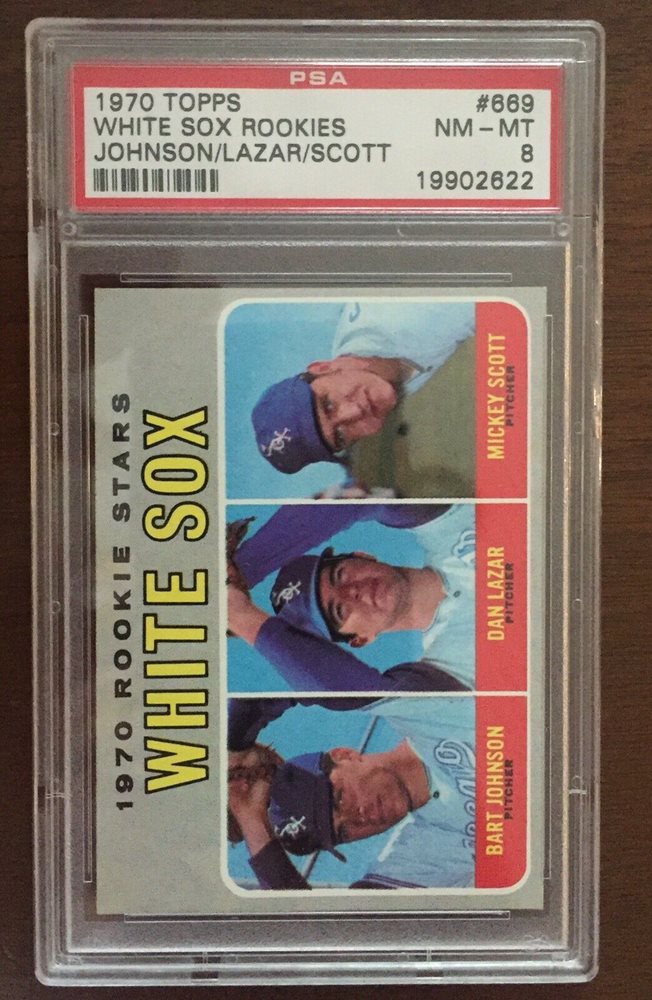 PSA
1970 TOPPS #669
WHITE SOX ROOKIES NM - MT
JOHNSON/LAZAR/SCOTT 8
19902622
1970 ROOKIE STARS
WHITE SOX
BART JOHNSON
PITCHER
DAN LAZAR
PITCHER
MICKEY SCOTT
PITCHER